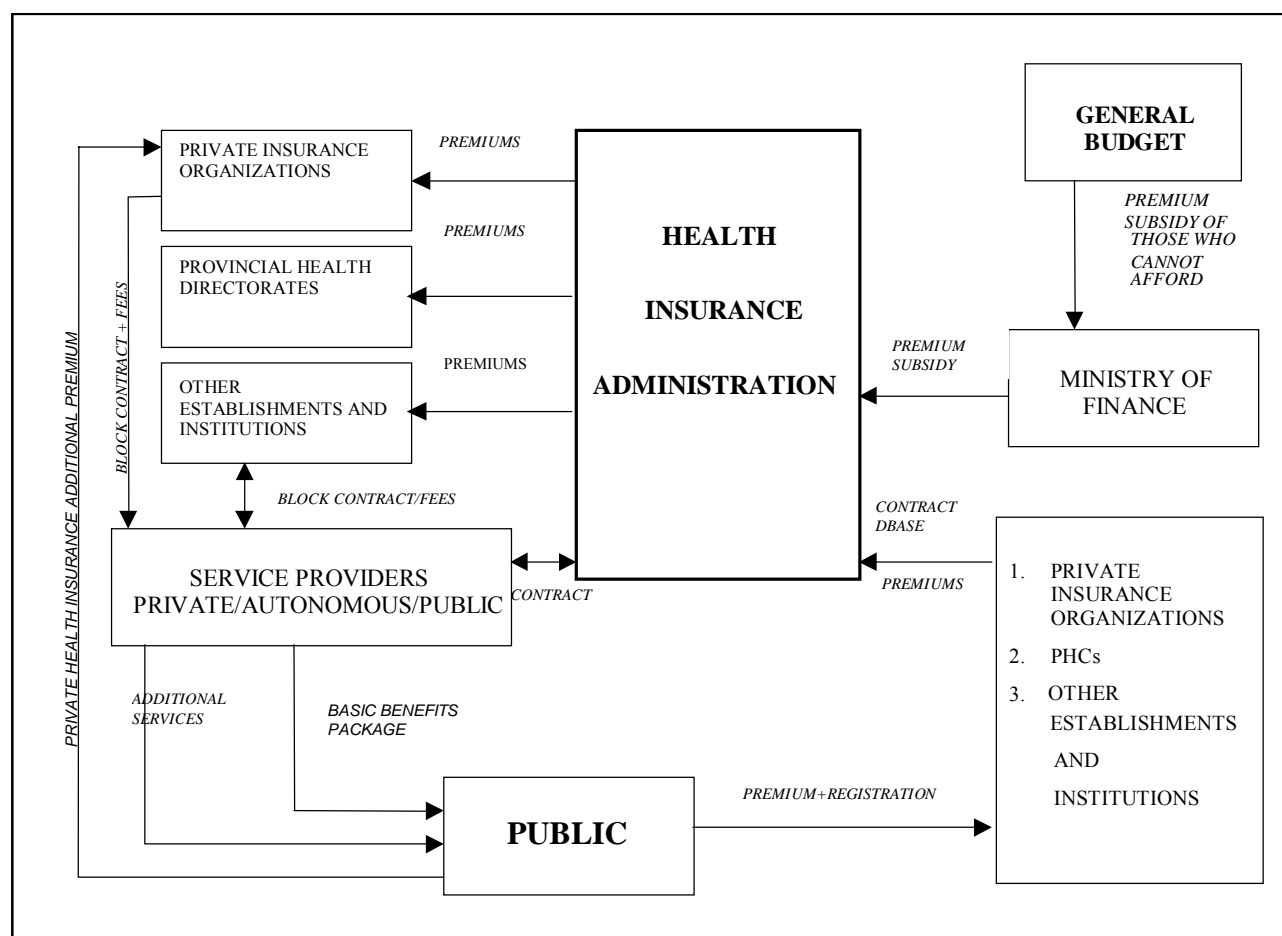 GENERAL
BUDGET
PRIVATE INSURANCE
ORGANIZATIONS
PREMIUMS
PREMIUM
SUBSIDY OF
THOSE WHO
CANNOT
AFFORD
PROVINCIAL HEALTH
DIRECTORATES
PREMIUMS
HEALTH
INSURANCE
ADMINISTRATION
OTHER
ESTABLISHMENTS AND
INSTITUTIONS
PREMIUMS
PREMIUM
SUBSIDY
MINISTRY OF
FINANCE
PRIVATE HEALTH INSURANCE ADDITIONAL PREMIUM
BLOCK CONTRACT + FEES
BLOCK CONTRACT/FEES
SERVICE PROVIDERS
PRIVATE/AUTONOMOUS/PUBLIC
CONTRACT
CONTRACT
DBASE
PREMIUMS
1. PRIVATE
INSURANCE
ORGANIZATIONS
2. PHCs
3. OTHER
ESTABLISHMENTS
AND
INSTITUTIONS
ADDITIONAL
SERVICES
BASIC BENEFITS
PACKAGE
PUBLIC
PREMIUM+REGISTRATION